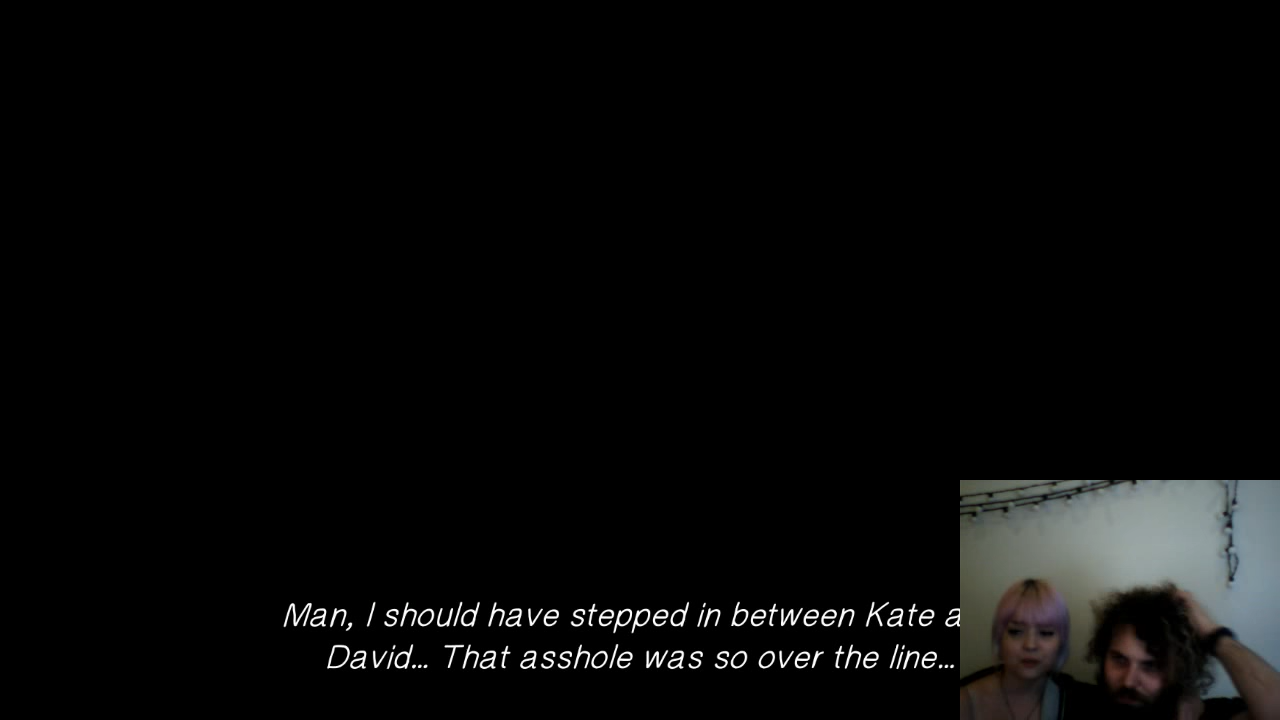 Man, I should have stepped in between Kate a
David... That asshole was so over the line...